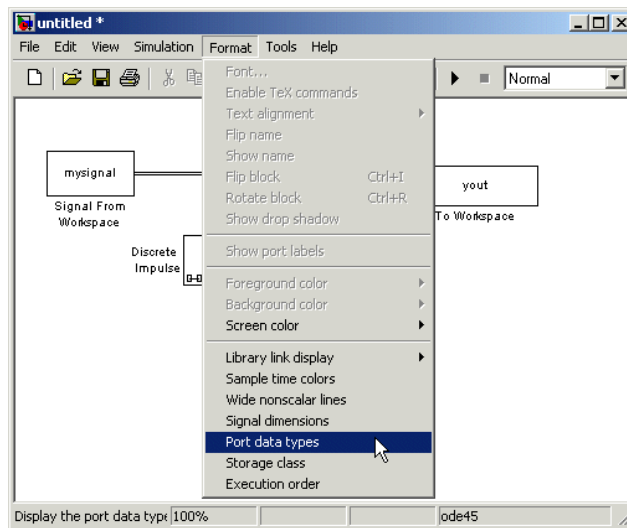 untitled *
File Edit View Simulation Format Tools Help
Normal
Font...
Enable TeX commands
Text alignment
Flip name
Show name
Flip block Ctrl+I
Rotate block Ctrl+R
Show drop shadow
Show port labels
Foreground color
Background color
Screen color
Library link display
Sample time colors
Wide nonscalar lines
Signal dimensions
Port data types
Storage class
Execution order
mysignal
Signal From
Workspace
Discrete
Impulse
yout
To Workspace
Display the port data type 100% ode45